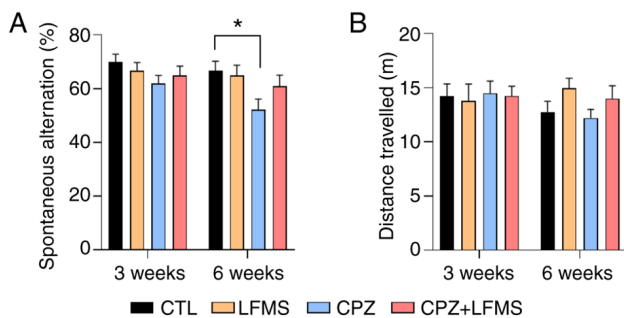 A
Spontaneous alternation (%)
80
60
40
20
0
*
3 weeks
6 weeks
B
Distance travelled (m)
20
15
10
5
0
3 weeks
6 weeks
CTL
LFMS
CPZ
CPZ+LFMS